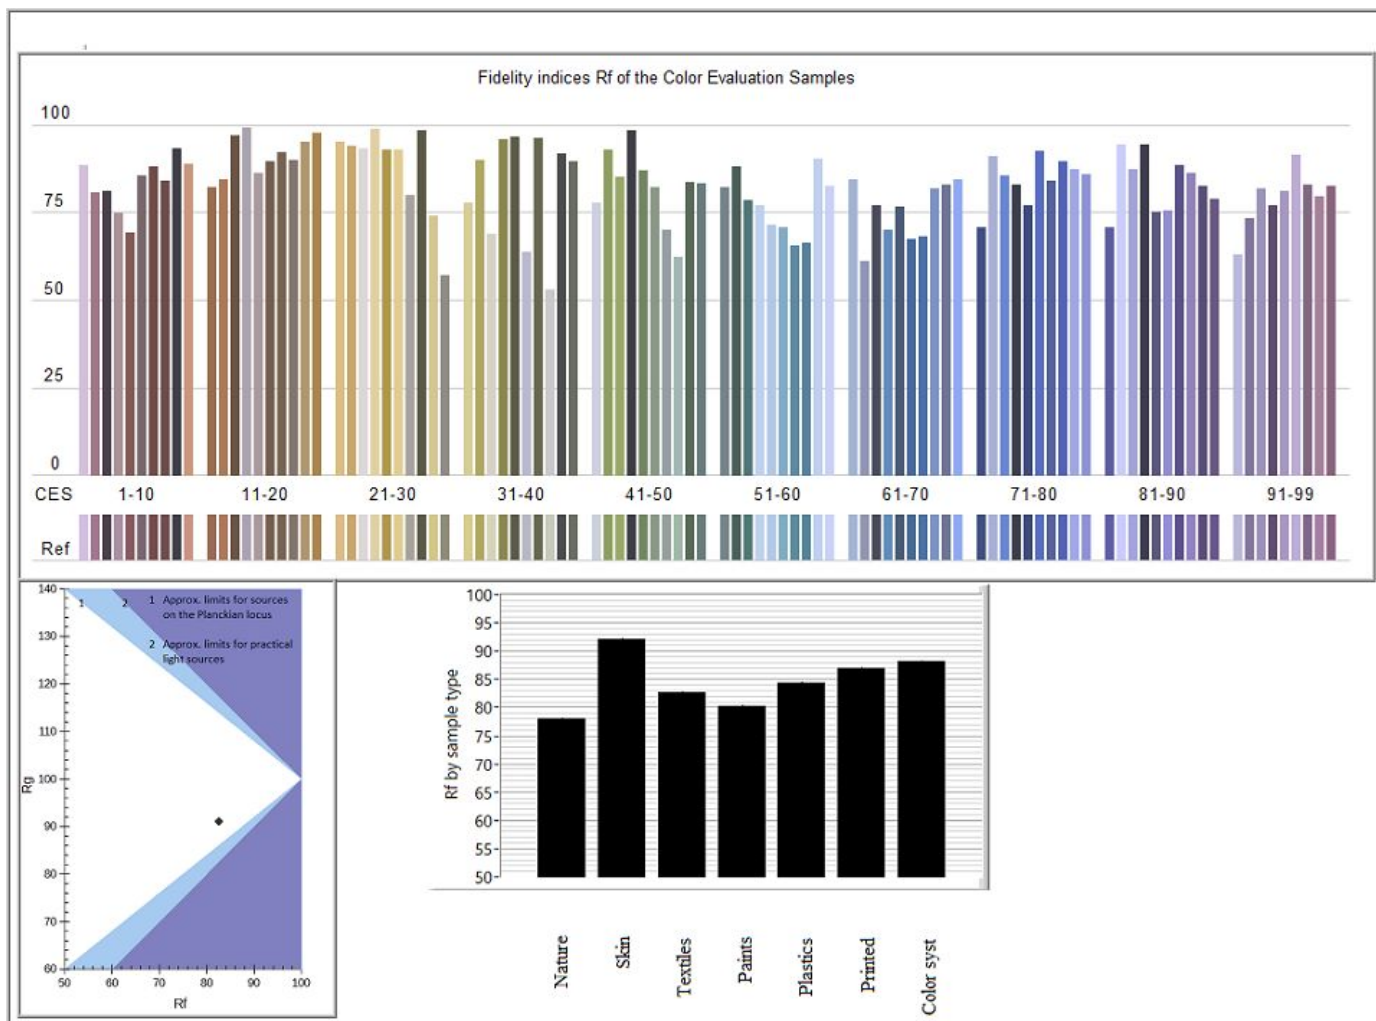 Fidelity indices Rf of the Color Evaluation Samples
100
75
50
25
0
CES 1-10 11-20 21-30 31-40 41-50 51-60 61-70 71-80 81-90 91-99
Ref
140
130
120
110
100
90
80
70
60
Rg
1 2
1 Approx. limits for sources
on the Planckian locus
2 Approx. limits for practical
light sources
50 60 70 80 90 100
Rf
100
95
90
85
80
75
70
65
60
55
50
Rf by sample type
Nature
Skin
Textiles
Paints
Plastics
Printed
Color syst